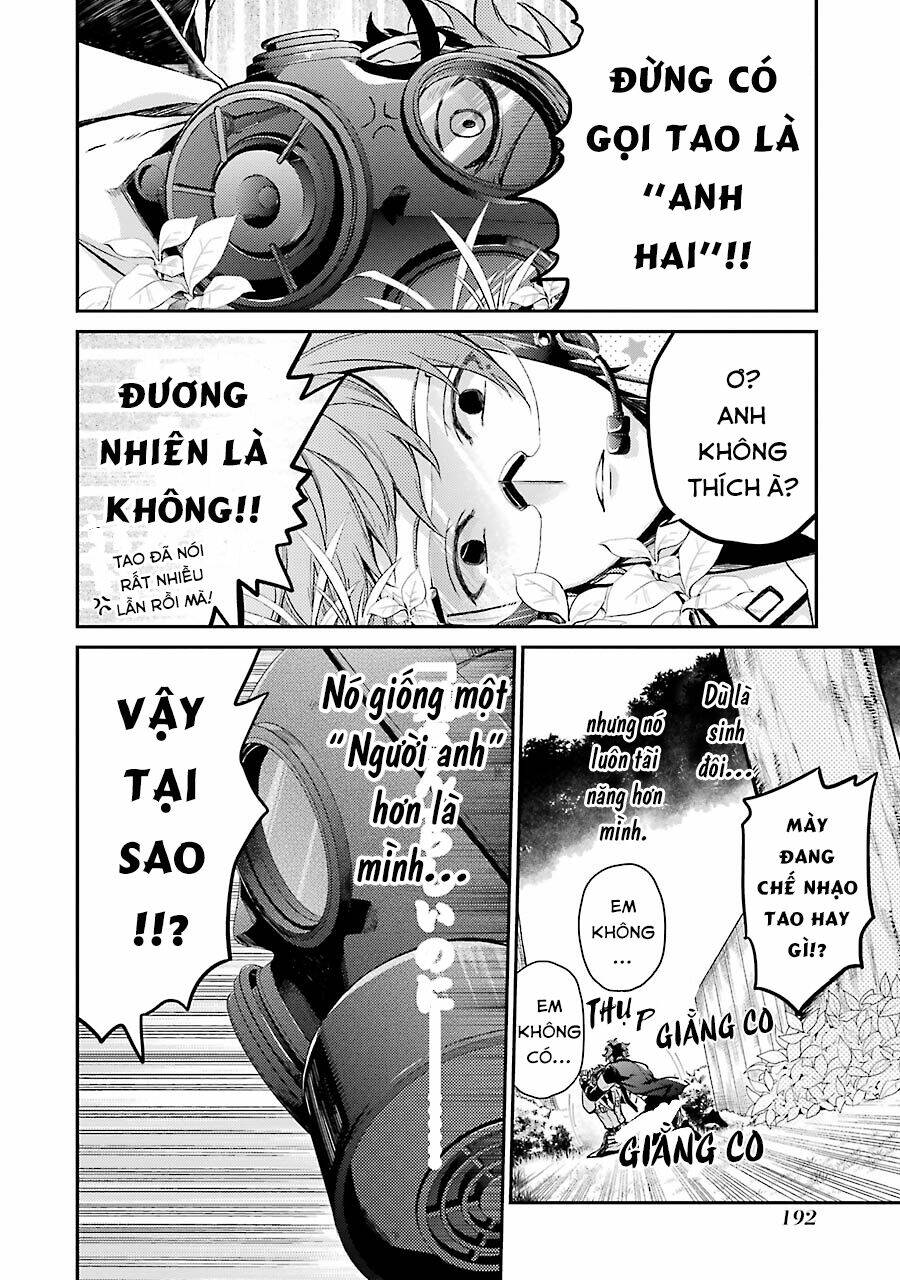 ĐỪNG CÓ
GỌI TAO LÀ
"ANH
HAI"!!
Ơ?
ANH
KHÔNG
THÍCH À?
ĐƯƠNG
NHIÊN LÀ
KHÔNG!!
TAO ĐÃ NÓI
RẤT NHIỀU
LẦN RỒI MÀ!
Dù là
sinh
đôi...
nhưng nó
luôn tài
năng hơn
mình.
MÀY
ĐANG
CHẾ NHẠO
TAO HAY
GÌ!?
EM
KHÔNG
...
EM
KHÔNG
CÓ...
THỤP
GIẰNG CO
GIẰNG CO
Nó giống một
"Người anh"
hơn là
mình...
VẬY
TẠI
SAO
!!?
192